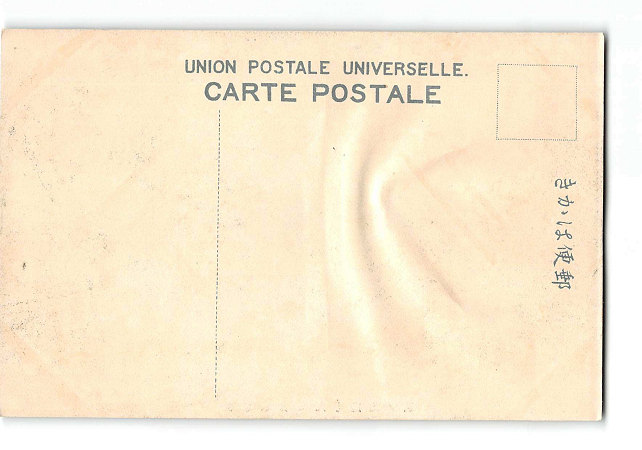 UNION POSTALE UNIVERSELLE.
CARTE POSTALE
きかは便郵